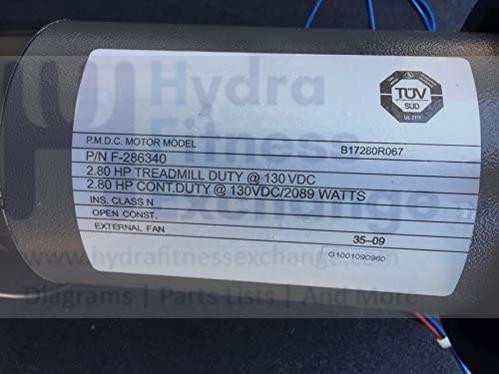 Hydra
Fitness
Exchange
TÜV
SÜD
P.M.D.C. MOTOR MODEL B17280R067
P/N F-286340
2.80 HP TREADMILL DUTY @ 130 VDC
2.80 HP CONT.DUTY @ 130VDC/2089 WATTS
INS. CLASS N
OPEN CONST.
EXTERNAL FAN 35-09
G1001090960
www.hydrafitnessexchange.com
Diagrams | Parts Lists | And More